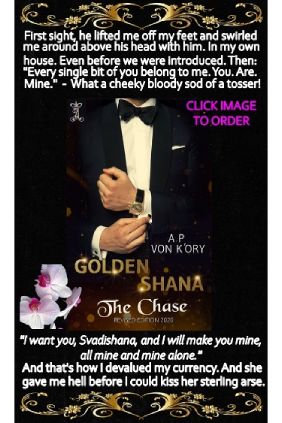 First sight, he lifted me off my feet and swirled
me around above his head with him. In my own
house. Even before we were introduced. Then:
"Every single bit of you belong to me. You. Are.
Mine." - What a cheeky bloody sod of a tosser!
CLICK IMAGE
TO ORDER
A.P
VON K'ORY
GOLDEN
SHANA
The Chase
REVISED EDITION 2020
"I want you, Svadishana, and I will make you mine,
all mine and mine alone."
And that's how I devalued my currency. And she
gave me hell before I could kiss her sterling arse.